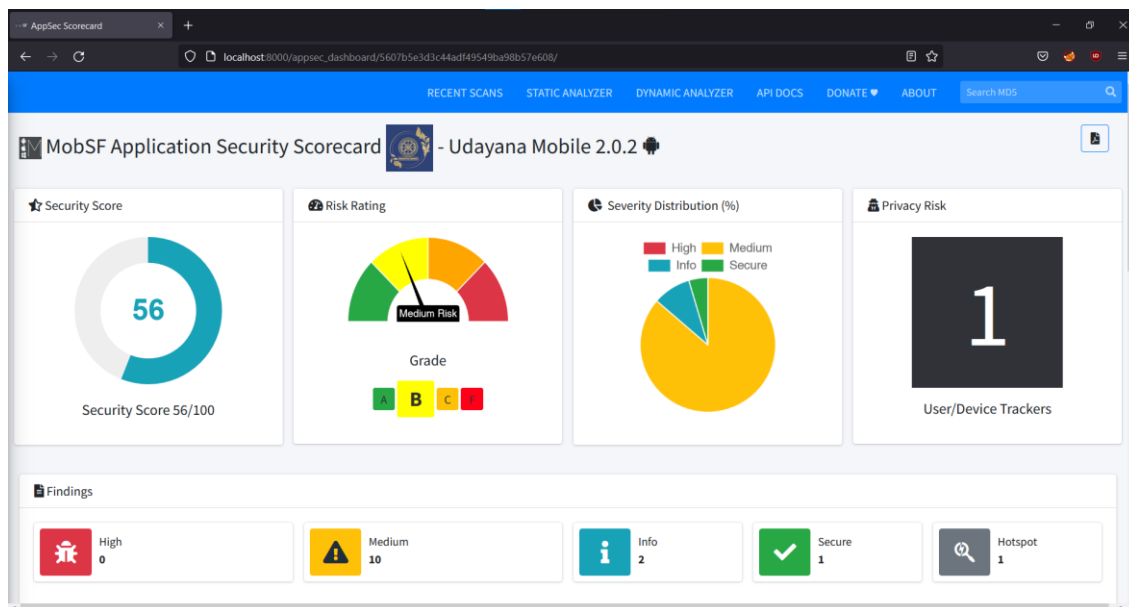 AppSec Scorecard
localhost:8000/appsec_dashboard/5607b5e3d3c44adf49549ba98b57e608/
RECENT SCANS STATIC ANALYZER DYNAMIC ANALYZER API DOCS DONATE ♥ ABOUT Search MD5
MobSF Application Security Scorecard - Udayana Mobile 2.0.2
Security Score
56
Security Score 56/100
Risk Rating
Medium Risk
Grade
A B C F
Severity Distribution (%)
High Medium
Info Secure
Privacy Risk
1
User/Device Trackers
Findings
High
0
Medium
10
Info
2
Secure
1
Hotspot
1